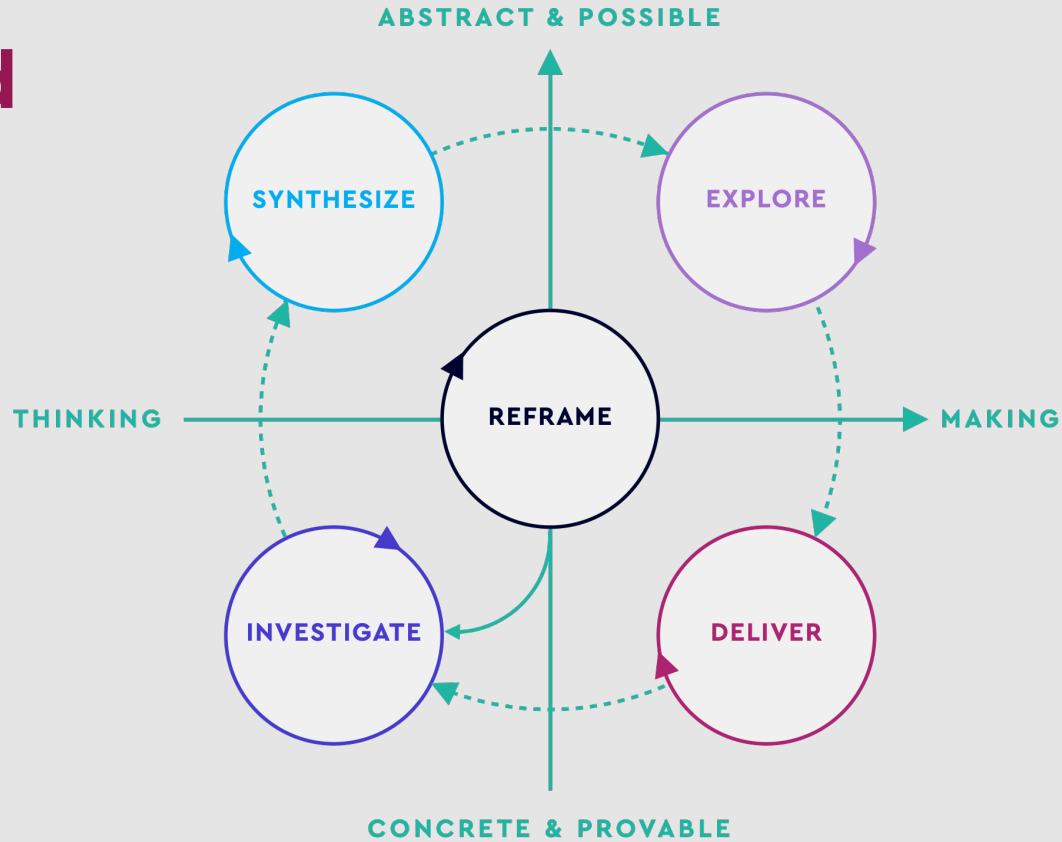 ABSTRACT & POSSIBLE
SYNTHESIZE
EXPLORE
THINKING
REFRAME
MAKING
INVESTIGATE
DELIVER
CONCRETE & PROVABLE